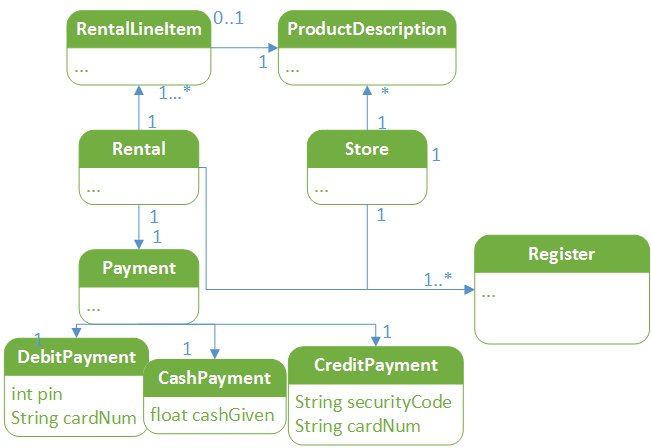 0..1
RentalLineItem
ProductDescription
1
...
...
1...*
*
1
1
Rental
Store
1
...
...
1
1
1
Payment
Register
1..*
...
...
1
1
1
DebitPayment
CashPayment
CreditPayment
int pin
String cardNum
float cashGiven
String securityCode
String cardNum